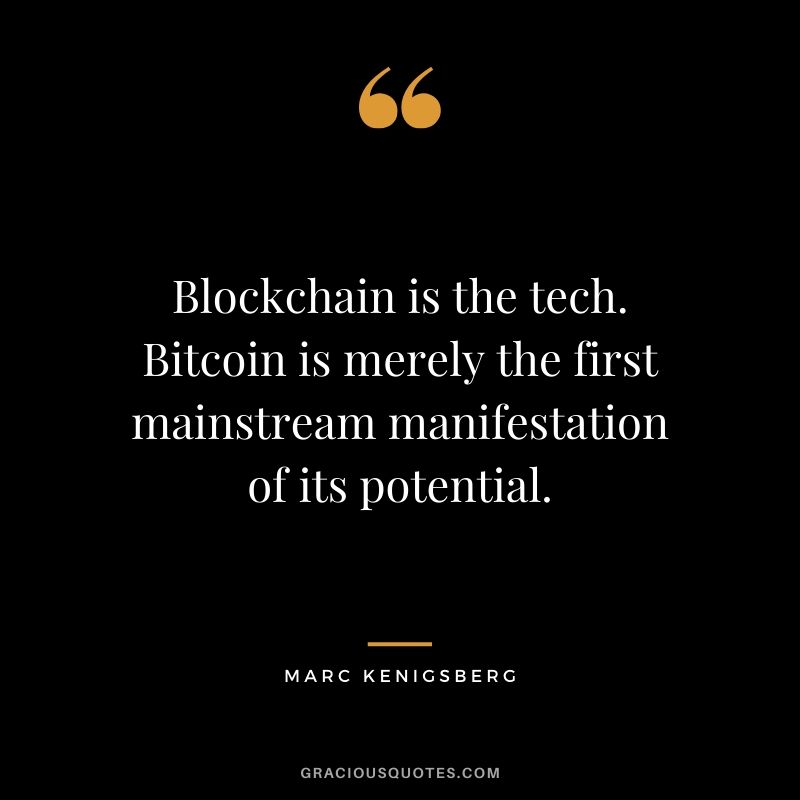 “
Blockchain is the tech.
Bitcoin is merely the first
mainstream manifestation
of its potential.
MARC KENIGSBERG
GRACIOUSQUOTES.COM